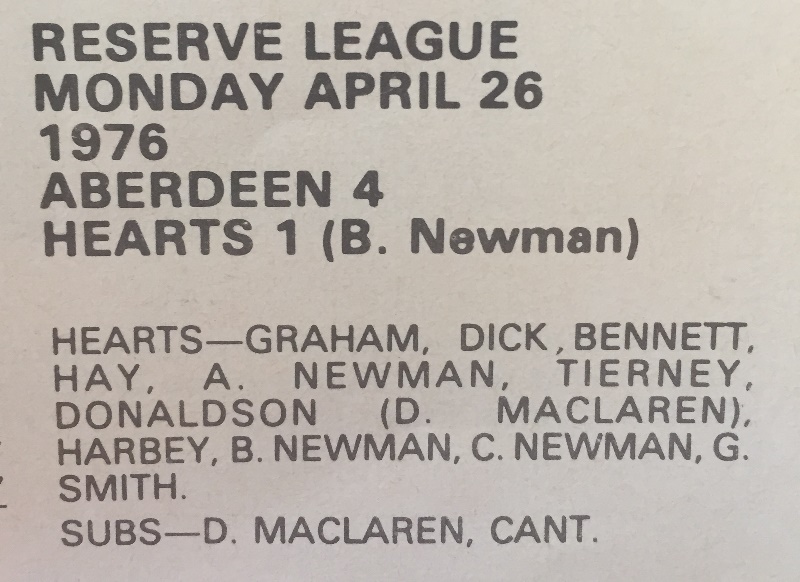 RESERVE LEAGUE
MONDAY APRIL 26
1976
ABERDEEN 4
HEARTS 1 (B. Newman)
HEARTS—GRAHAM, DICK, BENNETT,
HAY, A. NEWMAN, TIERNEY,
DONALDSON (D. MACLAREN),
HARBEY, B. NEWMAN, C. NEWMAN, G.
SMITH.
SUBS—D. MACLAREN, CANT.